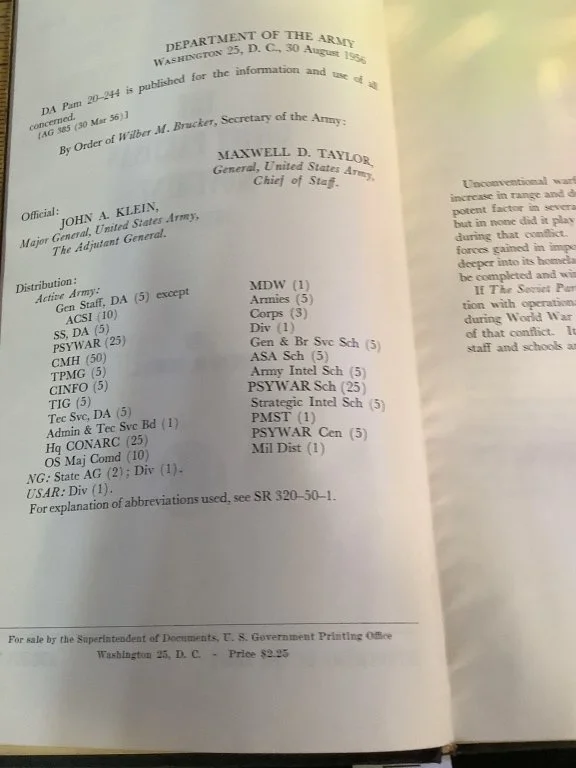 DEPARTMENT OF THE ARMY
WASHINGTON 25, D. C., 30 August 1956
DA Pam 20–244 is published for the information and use of all
concerned.
[AG 385 (30 Mar 56)]
By Order of Wilber M. Brucker, Secretary of the Army:
MAXWELL D. TAYLOR,
General, United States Army,
Chief of Staff.
Official:
JOHN A. KLEIN,
Major General, United States Army,
The Adjutant General.
Distribution:
Active Army:
Gen Staff, DA (5) except
ACSI (10)
SS, DA (5)
PSYWAR (25)
CMH (50)
TPMG (5)
CINFO (5)
TIG (5)
Tec Svc, DA (5)
Admin & Tec Svc Bd (1)
Hq CONARC (25)
OS Maj Comd (10)
MDW (1)
Armies (5)
Corps (3)
Div (1)
Gen & Br Svc Sch (5)
ASA Sch (5)
Army Intel Sch (5)
PSYWAR Sch (25)
Strategic Intel Sch (5)
PMST (1)
PSYWAR Cen (5)
Mil Dist (1)
NG: State AG (2); Div (1).
USAR: Div (1).
For explanation of abbreviations used, see SR 320–50–1.
For sale by the Superintendent of Documents, U. S. Government Printing Office
Washington 25, D. C. - Price $2.25
Unconventional warf
increase in range and d
potent factor in severa
but in none did it play
during that conflict.
forces gained in impo
deeper into its homela
be completed and win
If The Soviet Par
tion with operation
during World War
of that conflict. It
staff and schools a